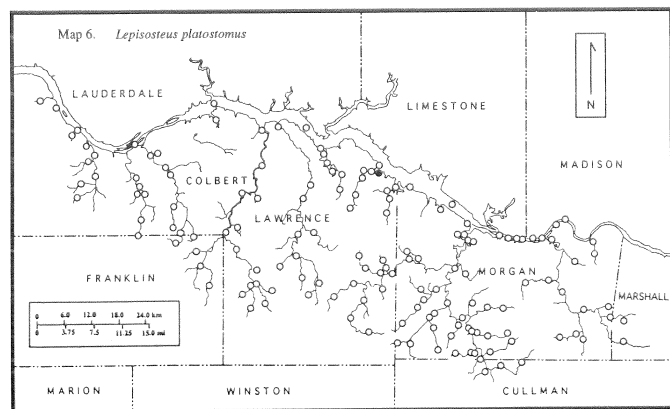 Map 6. Lepisosteus platostomus
LAUDERDALE
LIMESTONE
N
MADISON
COLBERT
LAWRENCE
FRANKLIN
MORGAN
MARSHALL
0 6.0 12.0 18.0 24.0 km
0 3.75 7.5 11.25 15.0 mi
MARION
WINSTON
CULLMAN